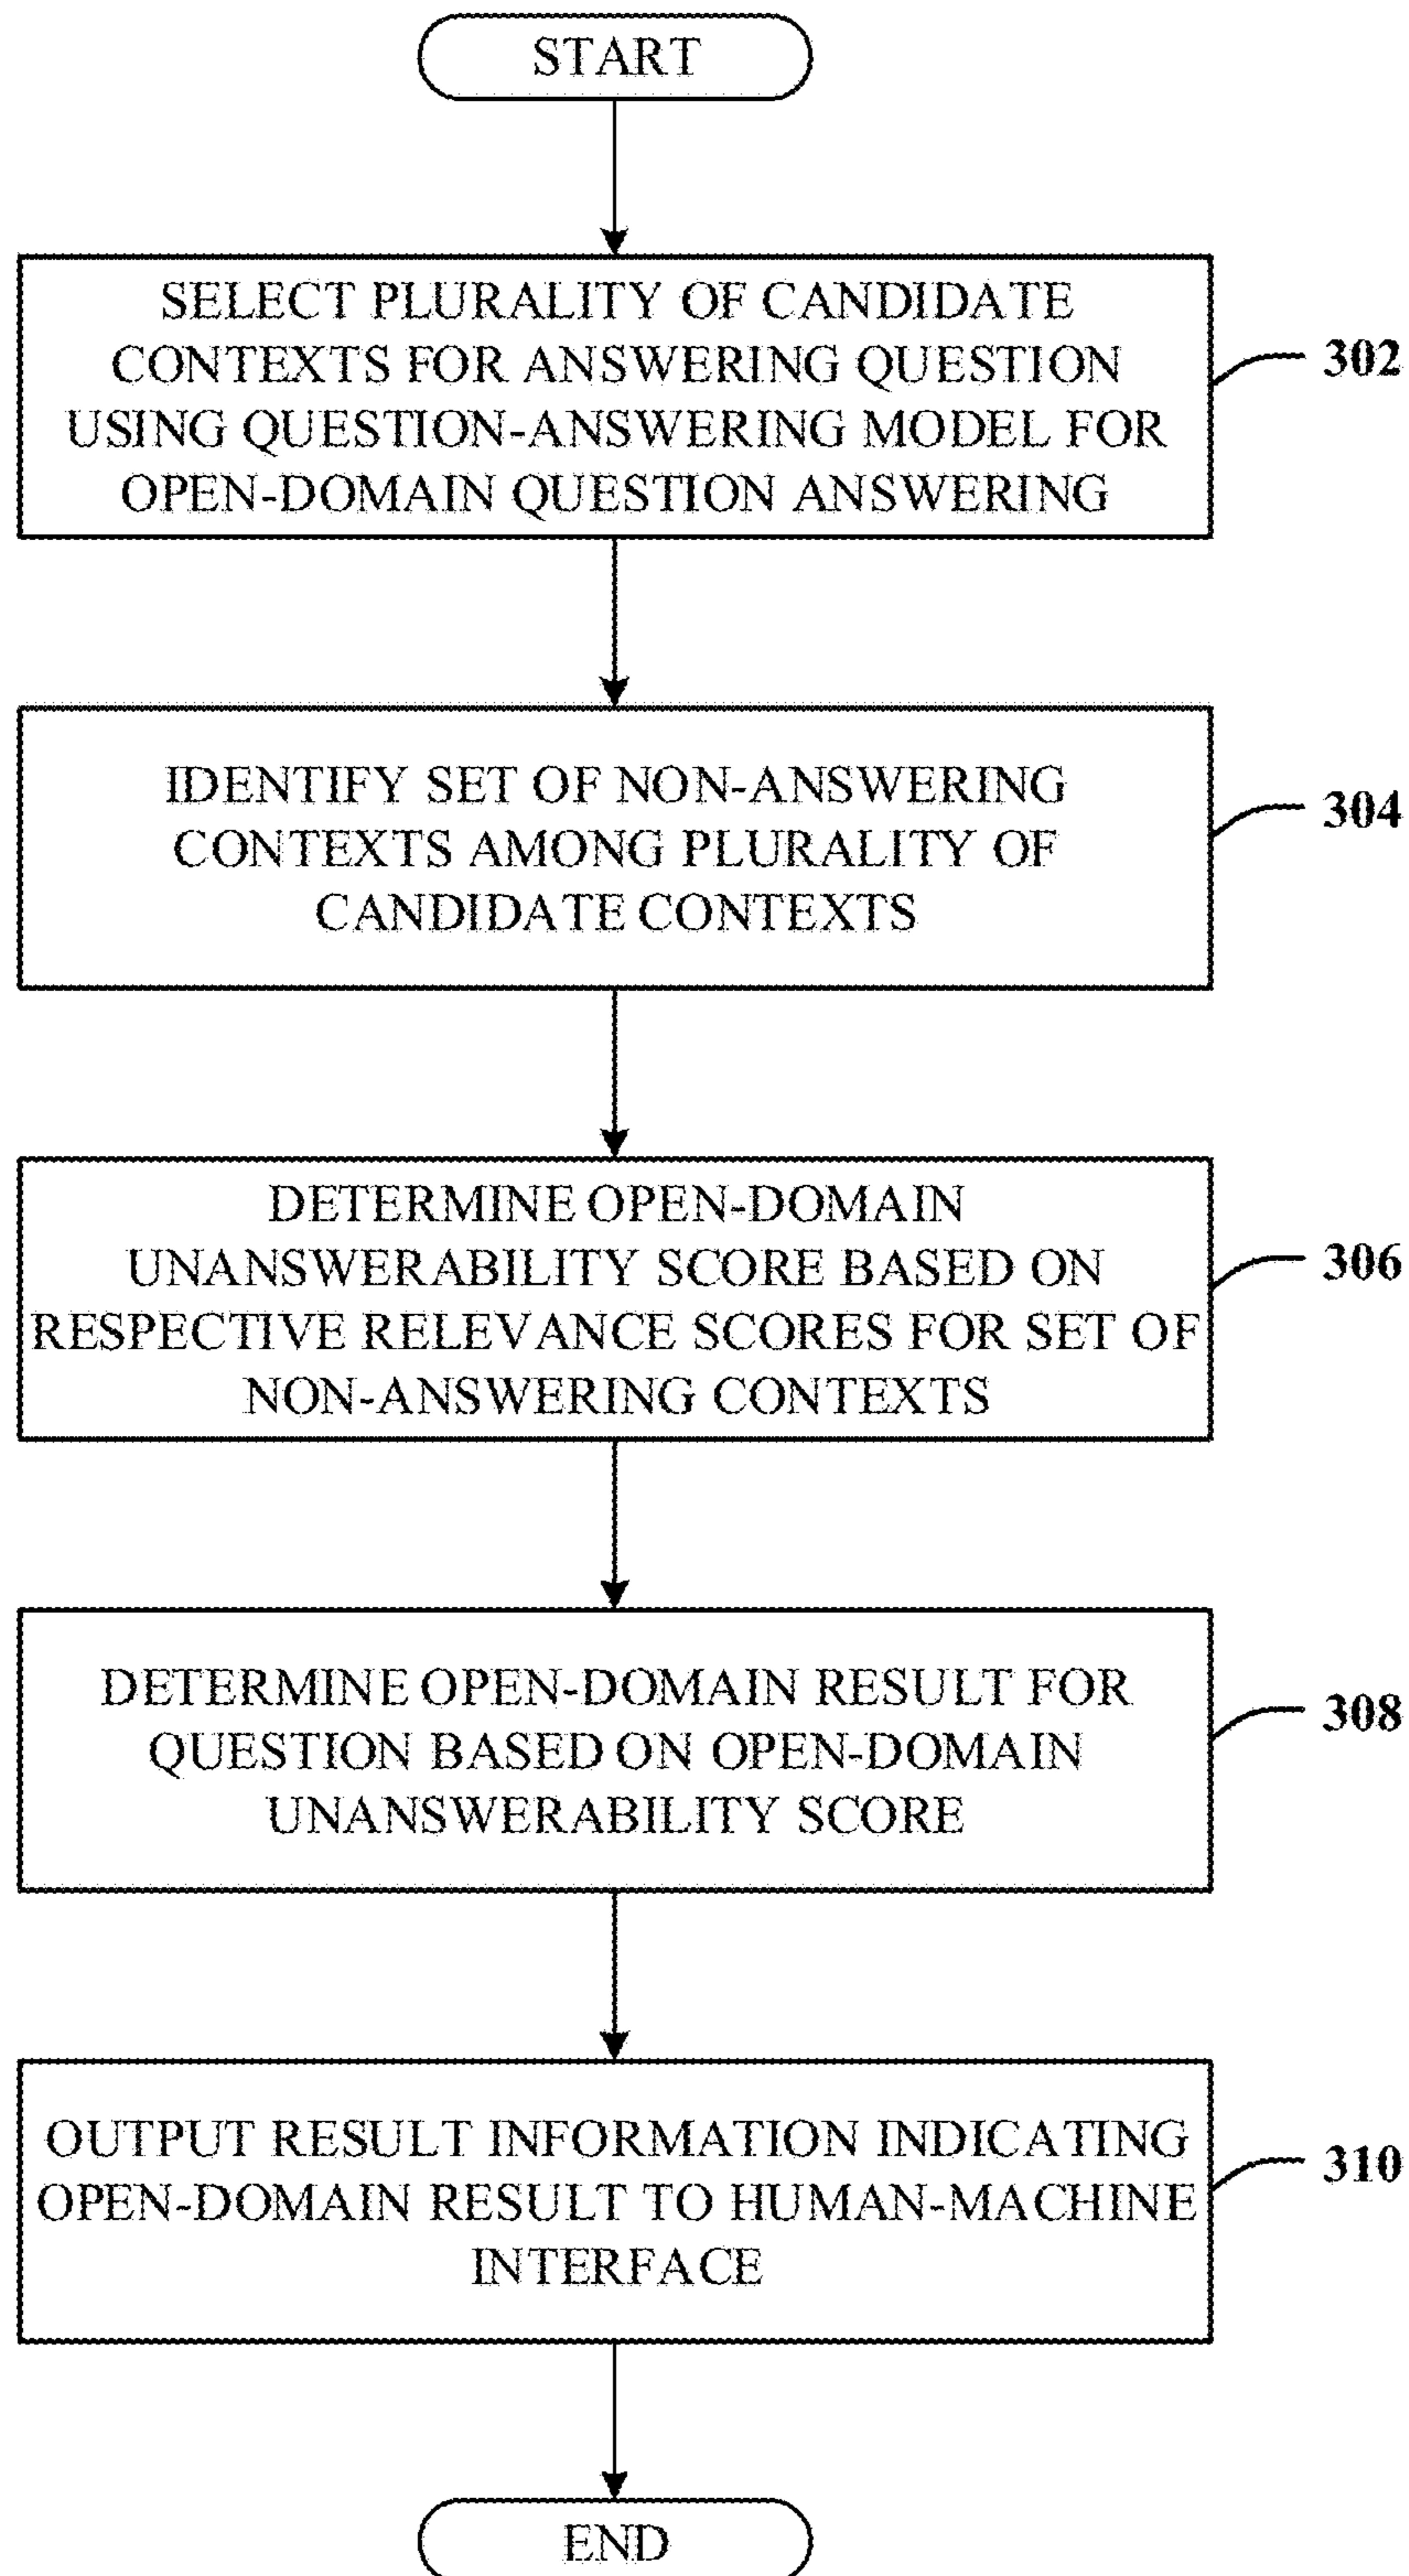 START
SELECT PLURALITY OF CANDIDATE
CONTEXTS FOR ANSWERING QUESTION
USING QUESTION-ANSWERING MODEL FOR
OPEN-DOMAIN QUESTION ANSWERING
302
IDENTIFY SET OF NON-ANSWERING
CONTEXTS AMONG PLURALITY OF
CANDIDATE CONTEXTS
304
DETERMINE OPEN-DOMAIN
UNANSWERABILITY SCORE BASED ON
RESPECTIVE RELEVANCE SCORES FOR SET OF
NON-ANSWERING CONTEXTS
306
DETERMINE OPEN-DOMAIN RESULT FOR
QUESTION BASED ON OPEN-DOMAIN
UNANSWERABILITY SCORE
308
OUTPUT RESULT INFORMATION INDICATING
OPEN-DOMAIN RESULT TO HUMAN-MACHINE
INTERFACE
310
END